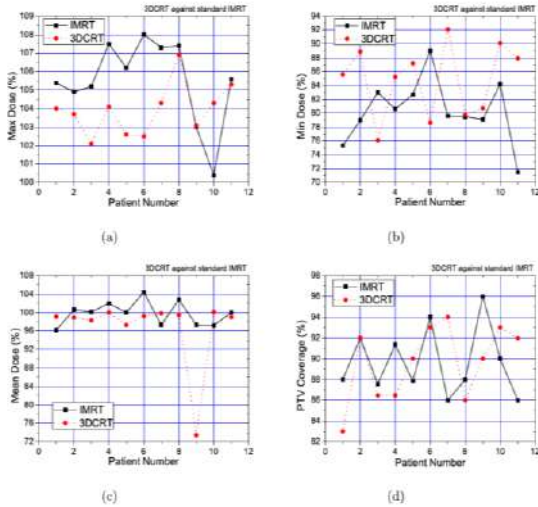 3DCRT against standard IMRT
109
108
107
106
105
104
103
102
101
100
Max Dose (%)
IMRT
3DCRT
0 2 4 6 8 10 12
Patient Number
(a)
3DCRT against standard IMRT
94
92
90
88
86
84
82
80
78
76
74
72
70
Min Dose (%)
IMRT
3DCRT
0 2 4 6 8 10 12
Patient Number
(b)
3DCRT against standard IMRT
108
104
100
96
92
88
84
80
76
72
Mean Dose (%)
IMRT
3DCRT
0 2 4 6 8 10 12
Patient Number
(c)
3DCRT against standard IMRT
98
96
94
92
90
88
86
84
82
PTV Coverage (%)
IMRT
3DCRT
0 2 4 6 8 10 12
Patient Number
(d)